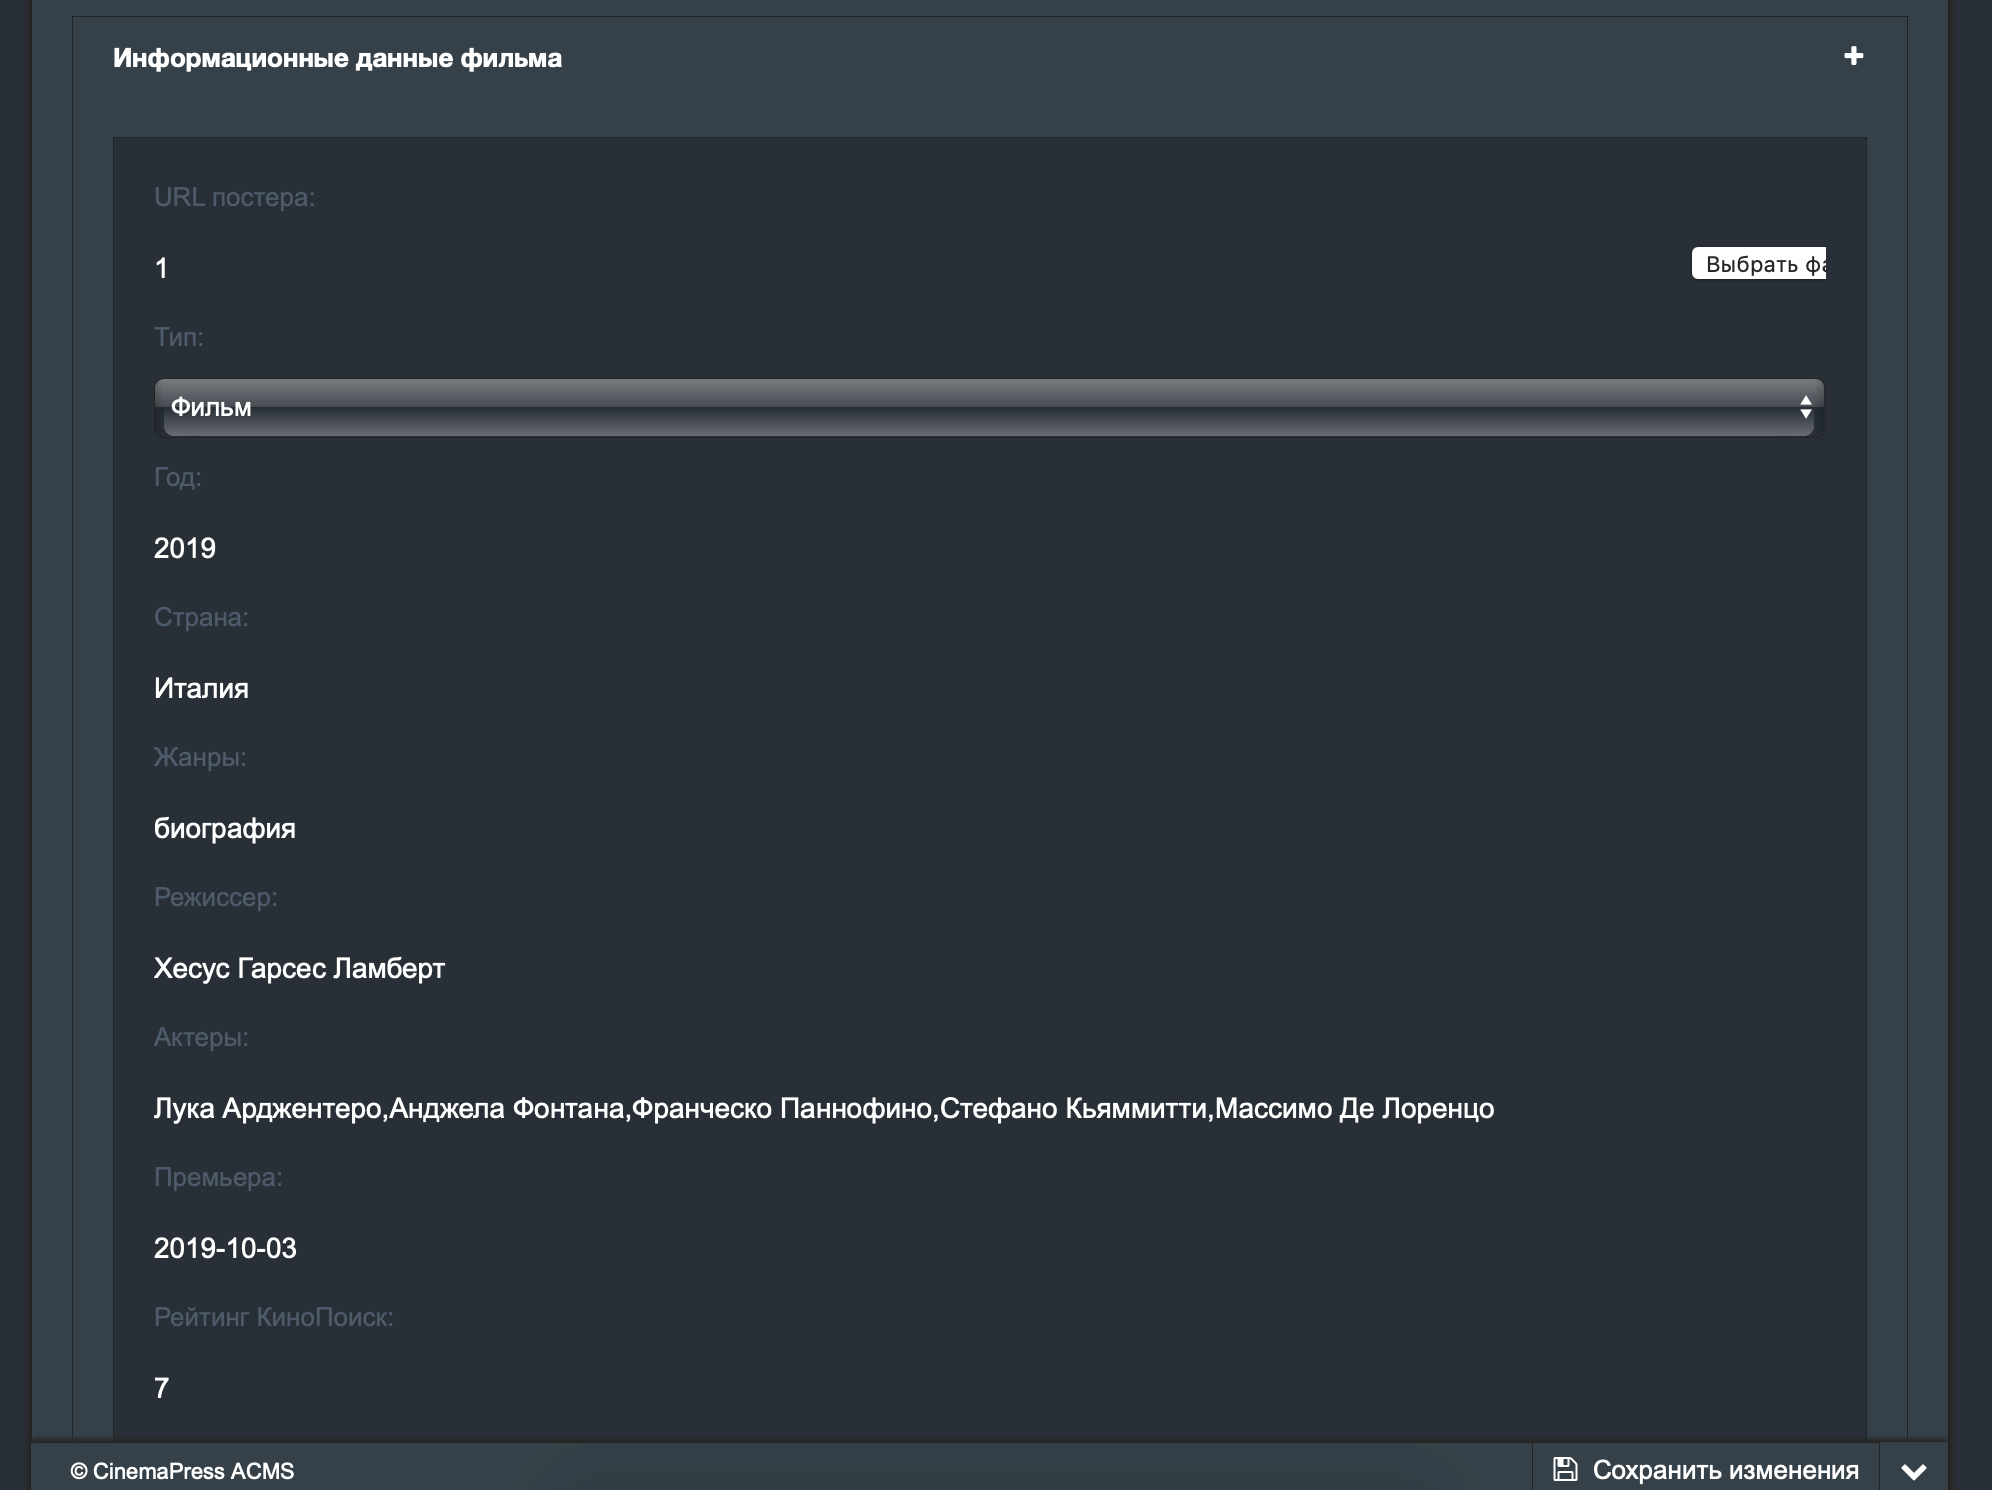 Информационные данные фильма
URL постера:
1
Выбрать
Тип:
Фильм
Год:
2019
Страна:
Италия
Жанры:
биография
Режиссер:
Хесус Гарсес Ламберт
Актеры:
Лука Арджентеро,Анджела Фонтана,Франческо Паннофино,Стефано Кьяммитти,Массимо Де Лоренцо
Премьера:
2019-10-03
Рейтинг КиноПоиск:
7
© CinemaPress ACMS
Сохранить изменения